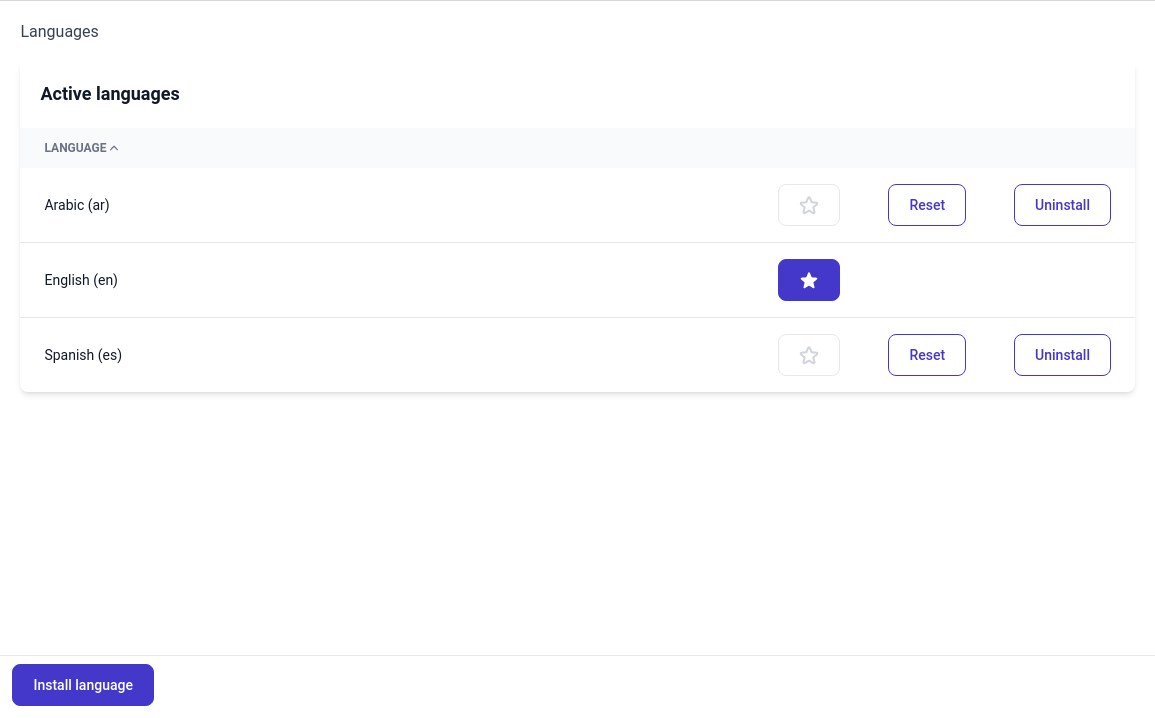 Languages
Active languages
LANGUAGE
Arabic (ar) Reset Uninstall
English (en)
Spanish (es) Reset Uninstall
Install language